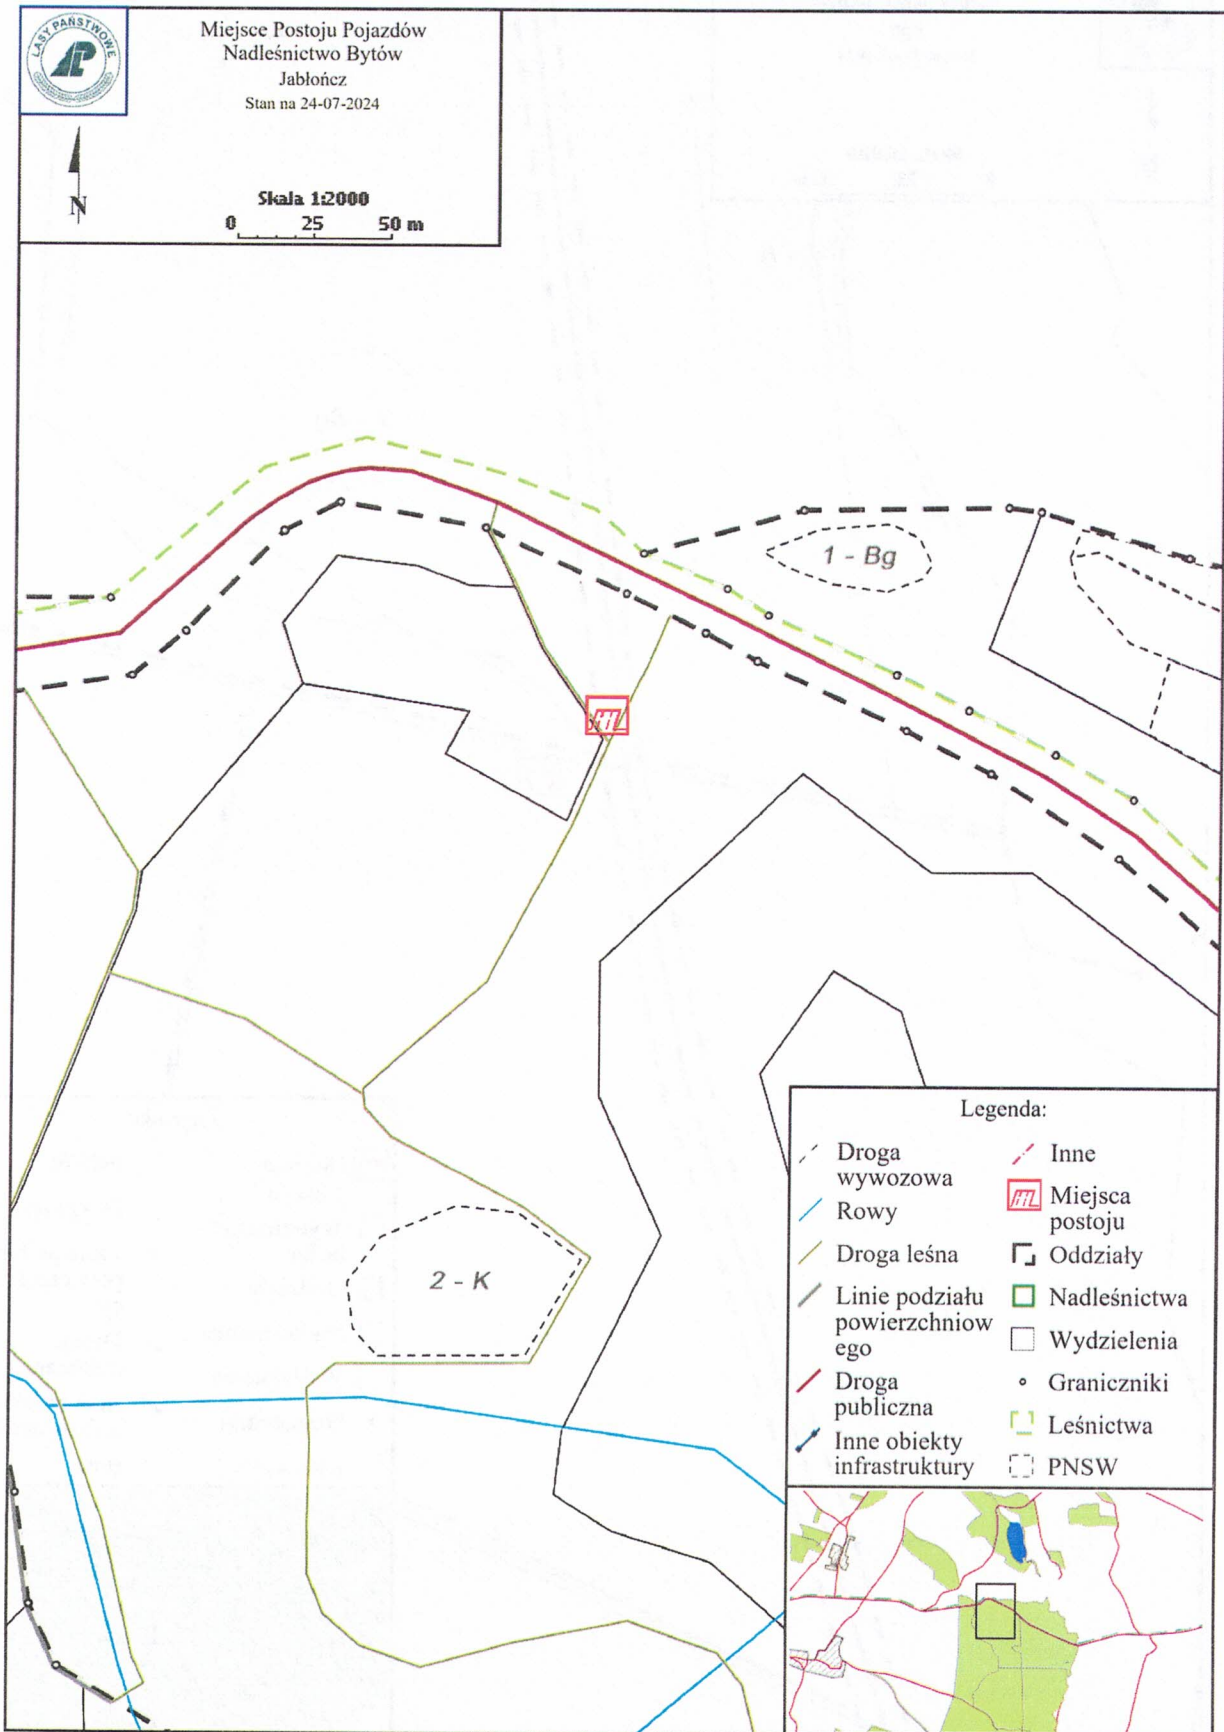 LASY PAŃSTWOWE
Miejsce Postoju Pojazdów
Nadleśnictwo Bytów
Jabłończ
Stan na 24-07-2024
N
Skala 1:2000
0 25 50 m
1 - Bg
2 - K
Legenda:
Droga
wywozowa
Rowy
Droga leśna
Linie podziału
powierzchniow
ego
Droga
publiczna
Inne obiekty
infrastruktury
Inne
Miejsca
postoju
Oddziały
Nadleśnictwa
Wydzielenia
Graniczniki
Leśnictwa
PNSW